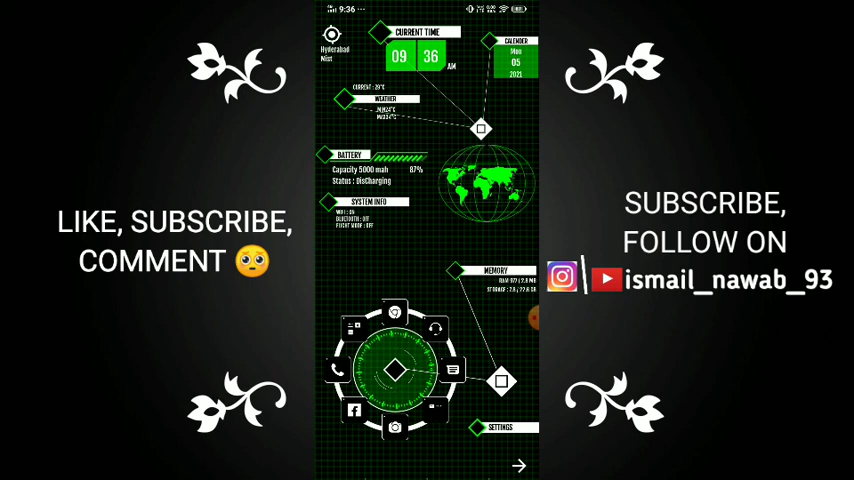 9:36
CURRENT TIME
09 36
AM
CALENDER
Mon
05
2021
Hyderabad
Mist
CURRENT : 29°C
WEATHER
BATTERY
Capacity 5000 mah 87%
Status : DisCharging
SYSTEM INFO
WIFI : ON
BLUETOOTH : OFF
FLIGHT MODE : OFF
LIKE, SUBSCRIBE,
COMMENT 🥺
SUBSCRIBE,
FOLLOW ON
ismail_nawab_93
MEMORY
SETTINGS